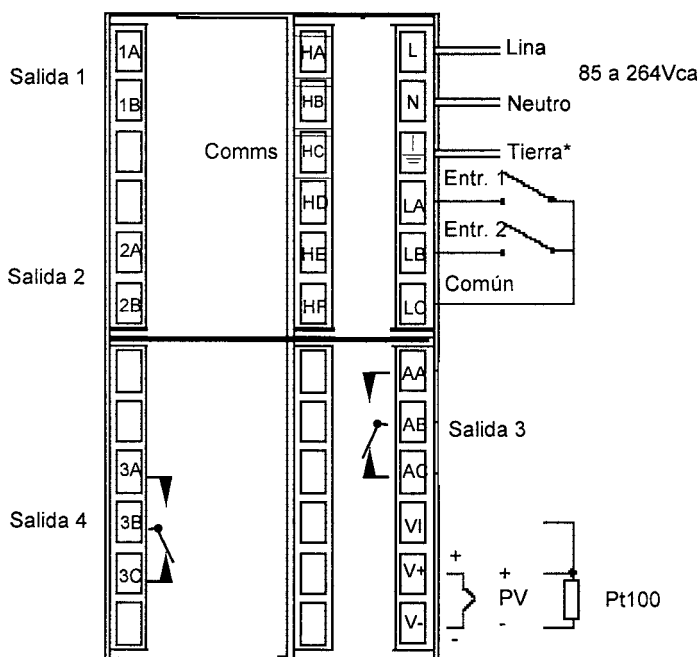 1A HA L Lina
Salida 1 85 a 264Vca
1B HB N Neutro
Comms HC Tierra*
Entr. 1
HD LA
Entr. 2
2A HE LB
Salida 2 Común
2B HF LC
AA
AB Salida 3
3A AC
Salida 4 3B VI
+
3C V+ + PV Pt100
V- - -